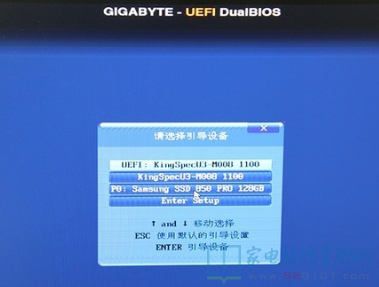 GIGABYTE - UEFI DualBIOS
请选择引导设备
UEFI: KingSpecU3-M008 1100
KingSpecU3-M008 1100
P0: Samsung SSD 850 PRO 128GB
Enter Setup
↑ and ↓ 移动选择
ESC 使用默认的引导设置
ENTER 引导设备